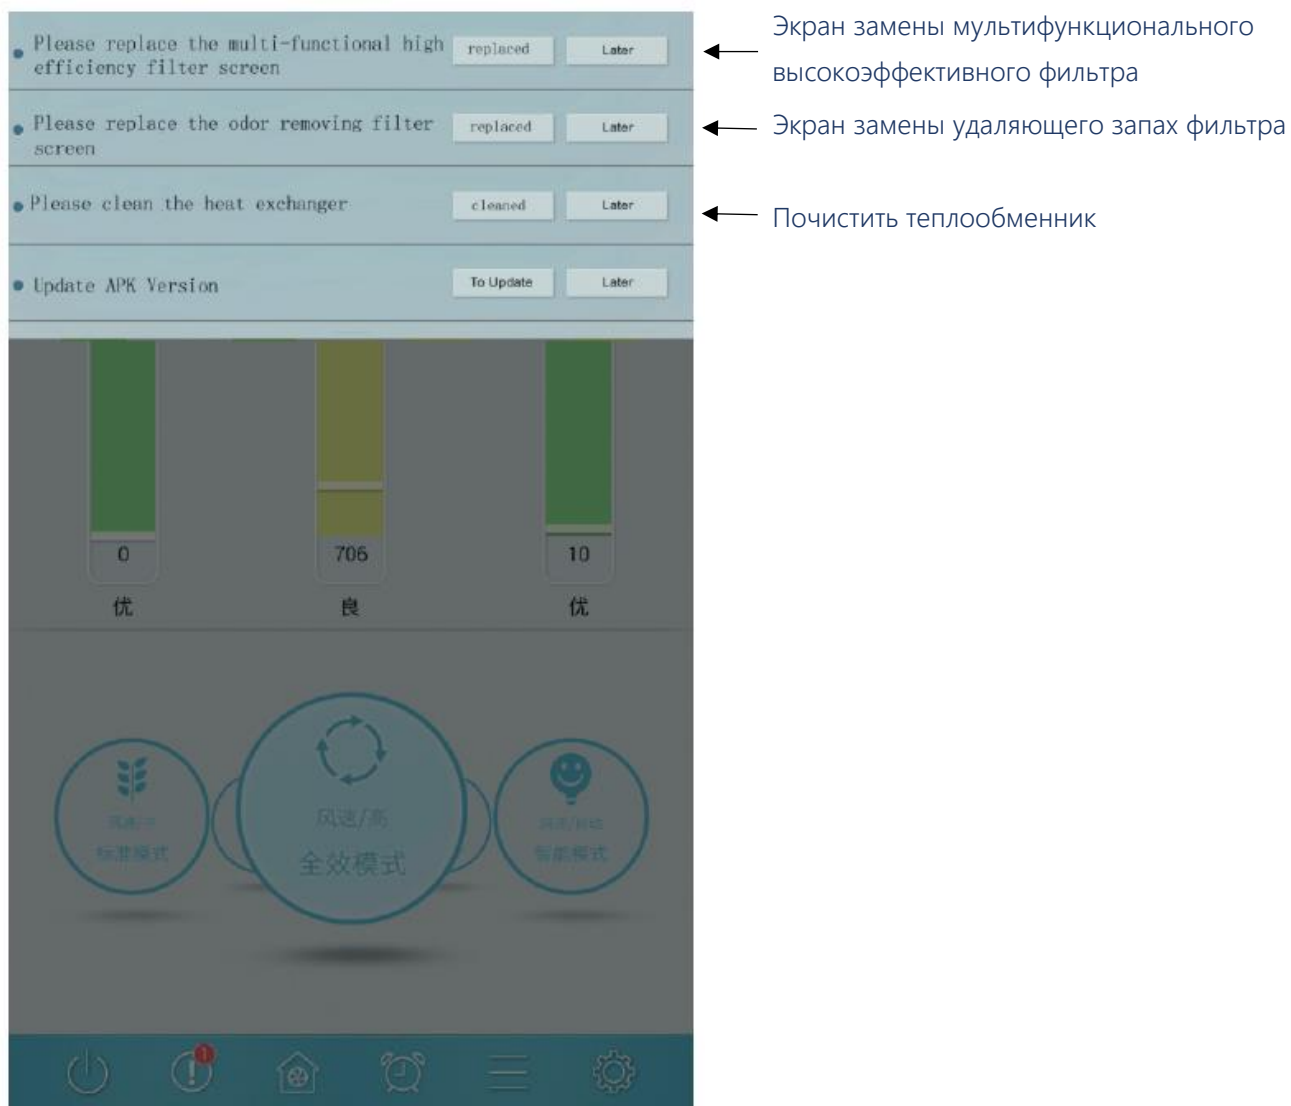 Please replace the multi-functional high
efficiency filter screen
replaced
Later
Экран замены мультифункционального
высокоэффективного фильтра
Please replace the odor removing filter
screen
replaced
Later
Экран замены удаляющего запах фильтра
Please clean the heat exchanger
cleaned
Later
Почистить теплообменник
Update APK Version
To Update
Later
0
706
10
优
良
优
标准模式
风速/高
全效模式
智能模式
1